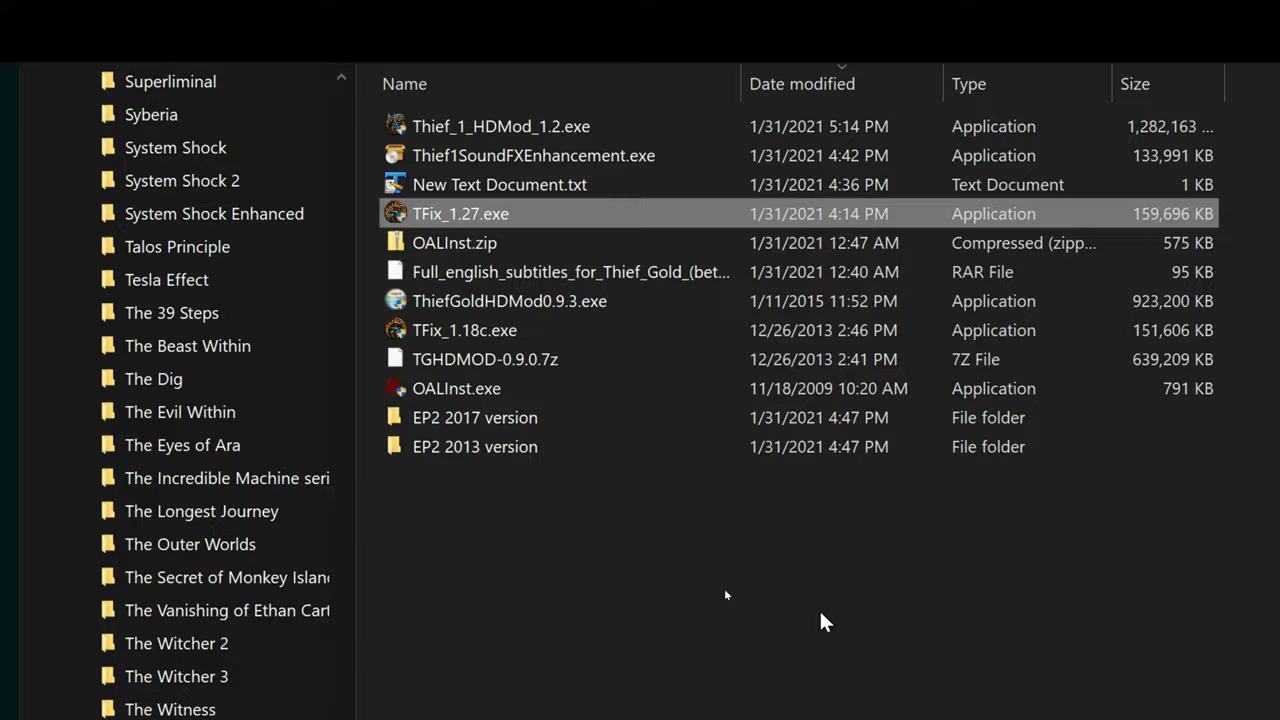 Superliminal
Syberia
System Shock
System Shock 2
System Shock Enhanced
Talos Principle
Tesla Effect
The 39 Steps
The Beast Within
The Dig
The Evil Within
The Eyes of Ara
The Incredible Machine seri
The Longest Journey
The Outer Worlds
The Secret of Monkey Islan
The Vanishing of Ethan Cart
The Witcher 2
The Witcher 3
The Witness
Name Date modified Type Size
Thief_1_HDMod_1.2.exe 1/31/2021 5:14 PM Application 1,282,163 ...
Thief1SoundFXEnhancement.exe 1/31/2021 4:42 PM Application 133,991 KB
New Text Document.txt 1/31/2021 4:36 PM Text Document 1 KB
TFix_1.27.exe 1/31/2021 4:14 PM Application 159,696 KB
OALInst.zip 1/31/2021 12:47 AM Compressed (zipp... 575 KB
Full_english_subtitles_for_Thief_Gold_(bet... 1/31/2021 12:40 AM RAR File 95 KB
ThiefGoldHDMod0.9.3.exe 1/11/2015 11:52 PM Application 923,200 KB
TFix_1.18c.exe 12/26/2013 2:46 PM Application 151,606 KB
TGHDMOD-0.9.0.7z 12/26/2013 2:41 PM 7Z File 639,209 KB
OALInst.exe 11/18/2009 10:20 AM Application 791 KB
EP2 2017 version 1/31/2021 4:47 PM File folder
EP2 2013 version 1/31/2021 4:47 PM File folder